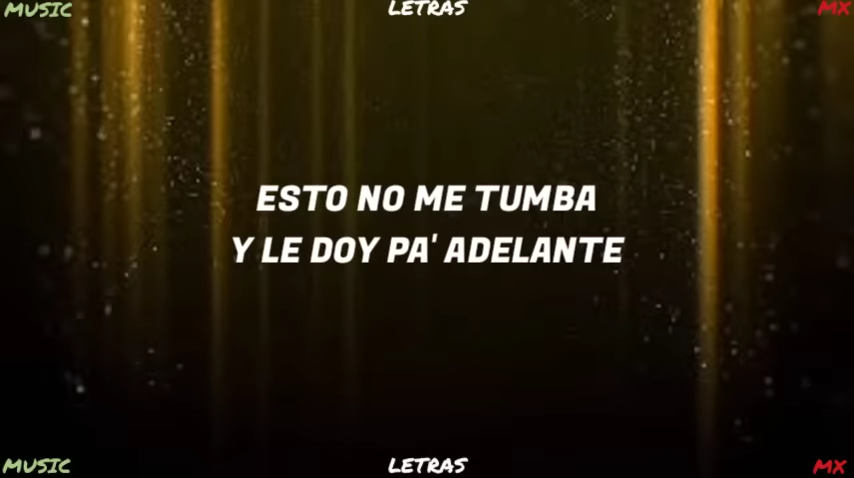 MUSIC LETRAS MX
ESTO NO ME TUMBA
Y LE DOY PA' ADELANTE
MUSIC LETRAS MX